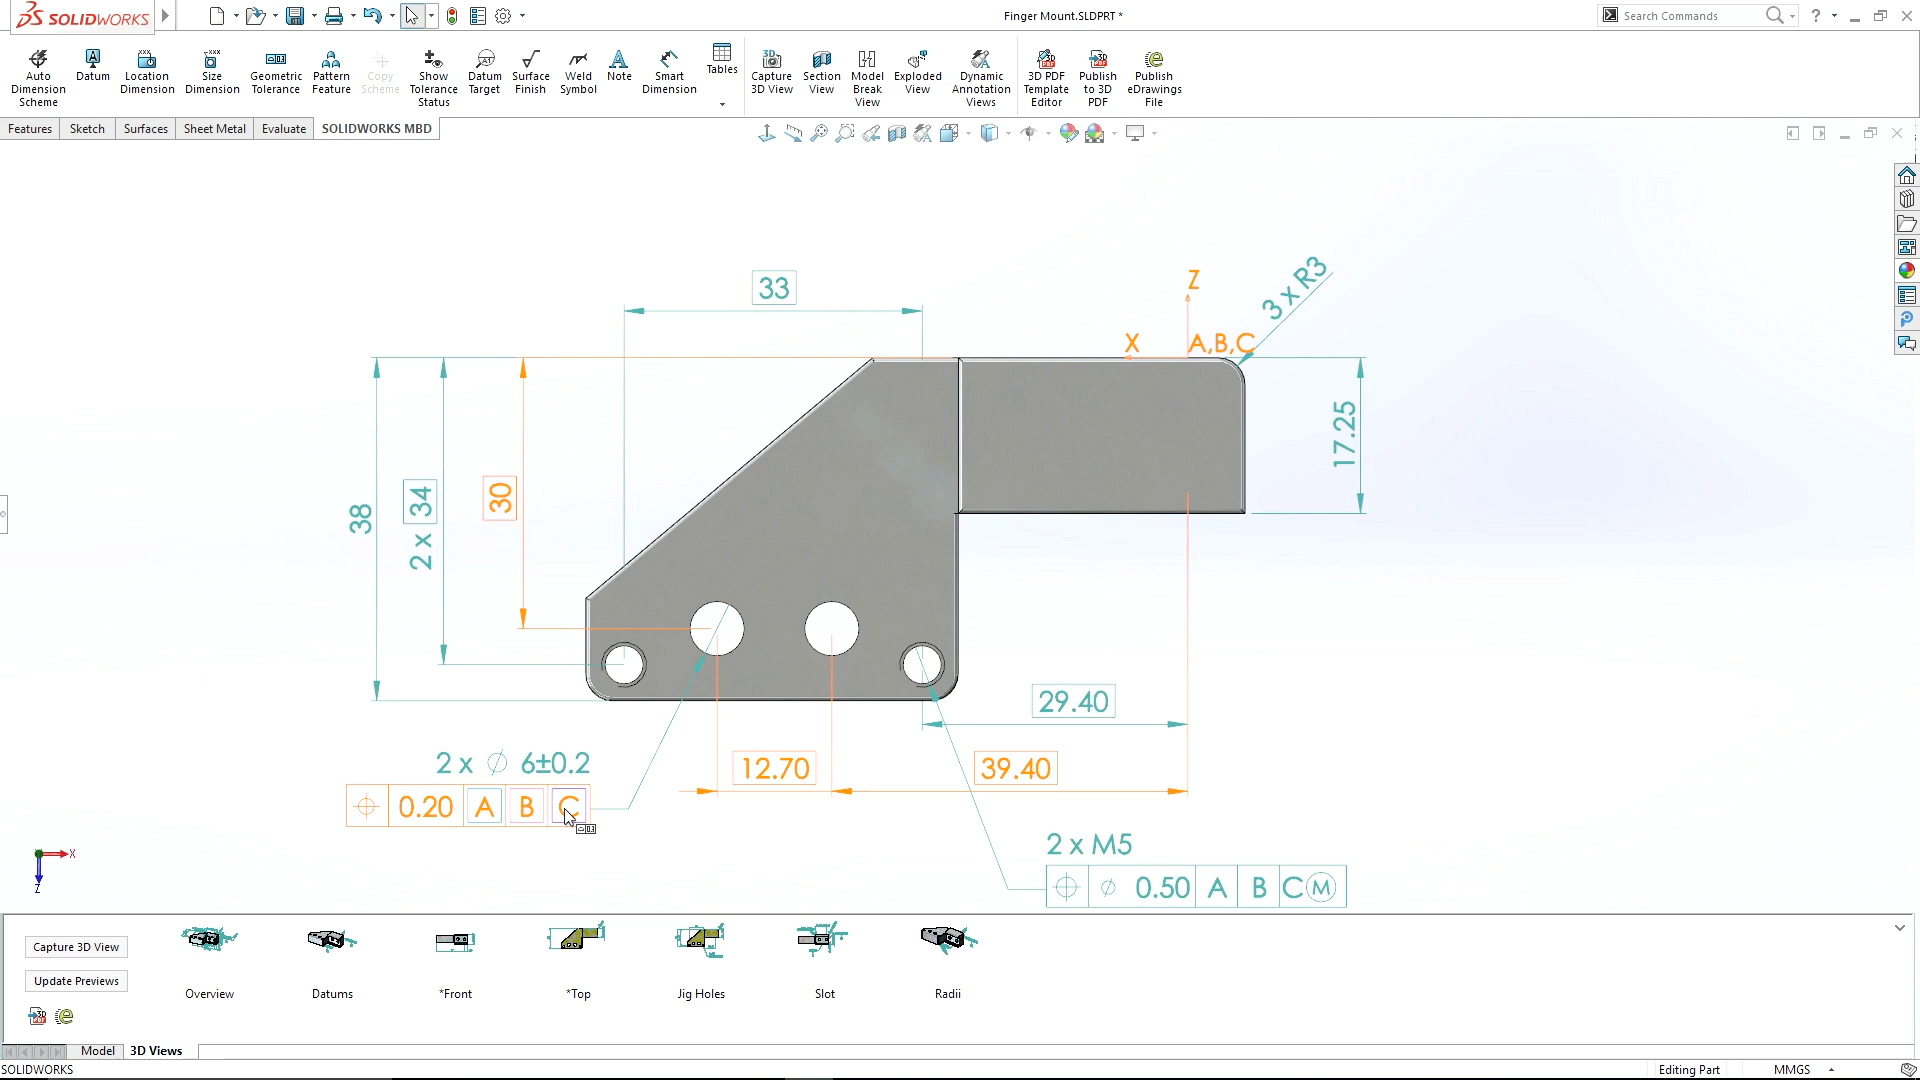 SOLIDWORKS
Finger Mount.SLDPRT *
Search Commands
?
Auto Dimension Scheme
Datum
Location Dimension
Size Dimension
Geometric Tolerance
Pattern Feature
Copy Scheme
Show Tolerance Status
Datum Target
Surface Finish
Weld Symbol
Note
Smart Dimension
Tables
Capture 3D View
Section View
Model Break View
Exploded View
Dynamic Annotation Views
3D PDF Template Editor
Publish to 3D PDF
Publish eDrawings File
Features
Sketch
Surfaces
Sheet Metal
Evaluate
SOLIDWORKS MBD
33
Z
3 x R3
X
A,B,C
38
2 x 34
30
17.25
29.40
2 x ∅ 6±0.2
12.70
39.40
⌖ 0.20 A B C
2 x M5
⌖ ∅ 0.50 A B CⓂ
X
Z
Capture 3D View
Update Previews
Overview
Datums
*Front
*Top
Jig Holes
Slot
Radii
Model
3D Views
SOLIDWORKS
Editing Part
MMGS